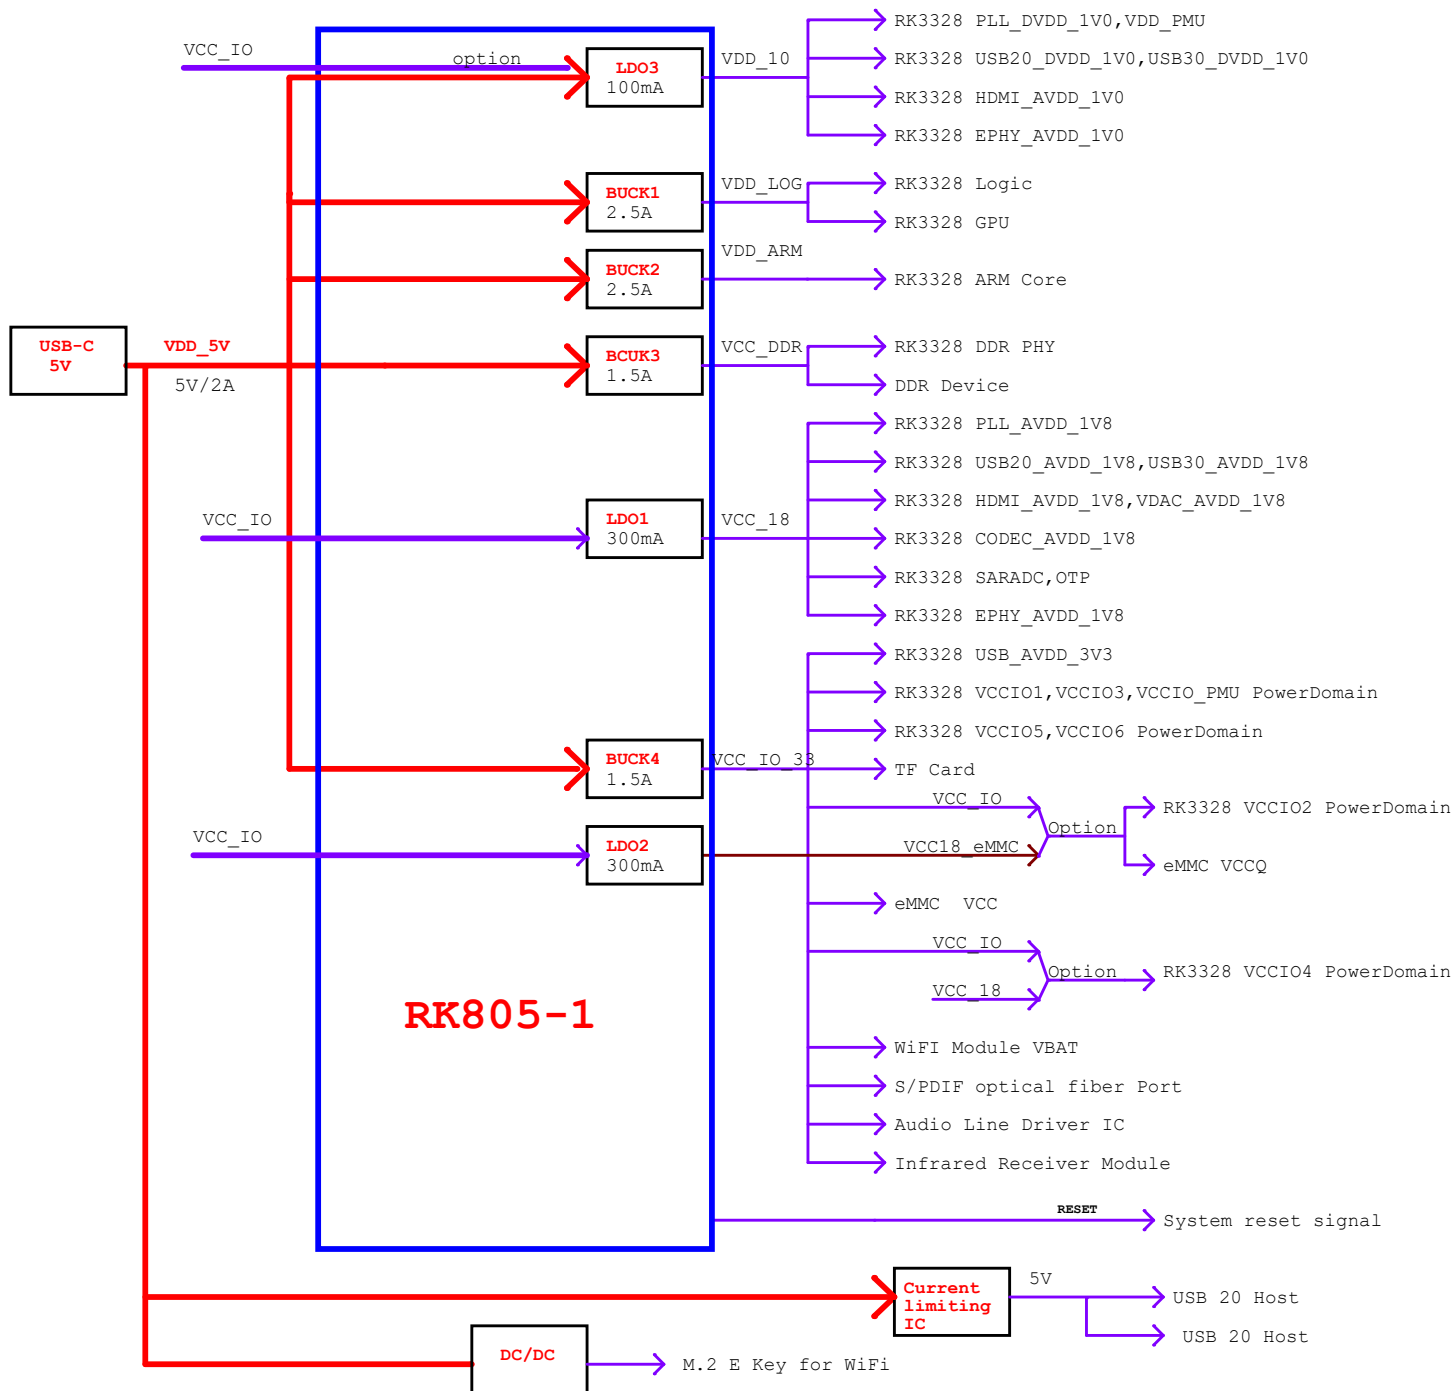 RK3328 PLL_DVDD_1V0,VDD_PMU
VCC_IO
option
LDO3
100mA
VDD_10
RK3328 USB20_DVDD_1V0,USB30_DVDD_1V0
RK3328 HDMI_AVDD_1V0
RK3328 EPHY_AVDD_1V0
BUCK1
2.5A
VDD_LOG
RK3328 Logic
RK3328 GPU
BUCK2
2.5A
VDD_ARM
RK3328 ARM Core
USB-C
5V
VDD_5V
5V/2A
BCUK3
1.5A
VCC_DDR
RK3328 DDR PHY
DDR Device
RK3328 PLL_AVDD_1V8
RK3328 USB20_AVDD_1V8,USB30_AVDD_1V8
RK3328 HDMI_AVDD_1V8,VDAC_AVDD_1V8
VCC_IO
LDO1
300mA
VCC_18
RK3328 CODEC_AVDD_1V8
RK3328 SARADC,OTP
RK3328 EPHY_AVDD_1V8
RK3328 USB_AVDD_3V3
RK3328 VCCIO1,VCCIO3,VCCIO_PMU PowerDomain
RK3328 VCCIO5,VCCIO6 PowerDomain
BUCK4
1.5A
VCC_IO_33
TF Card
VCC_IO
Option
RK3328 VCCIO2 PowerDomain
VCC_IO
LDO2
300mA
VCC18_eMMC
eMMC VCCQ
eMMC  VCC
VCC_IO
Option
RK3328 VCCIO4 PowerDomain
VCC_18
RK805-1
WiFI Module VBAT
S/PDIF optical fiber Port
Audio Line Driver IC
Infrared Receiver Module
RESET
System reset signal
Current
limiting
IC
5V
USB 20 Host
USB 20 Host
DC/DC
M.2 E Key for WiFi